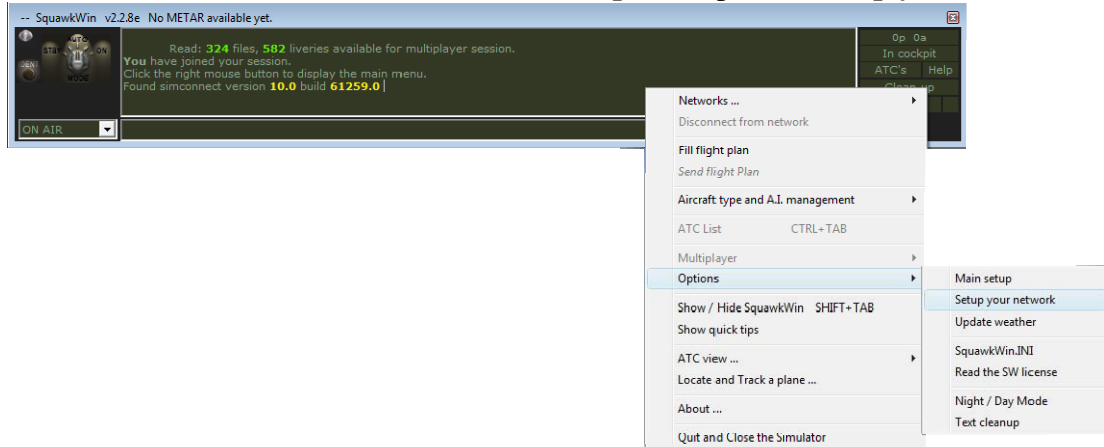 -- SquawkWin v2.2.8e No METAR available yet.
STBY AUTO ON
IDENT
MODE
Read: 324 files, 582 liveries available for multiplayer session.
You have joined your session.
Click the right mouse button to display the main menu.
Found simconnect version 10.0 build 61259.0
0p 0a
In cockpit
ATC's Help
Clean up
ON AIR
Networks ...
Disconnect from network
Fill flight plan
Send flight Plan
Aircraft type and A.I. management
ATC List CTRL+TAB
Multiplayer
Options
Show / Hide SquawkWin SHIFT+TAB
Show quick tips
ATC view ...
Locate and Track a plane ...
About ...
Quit and Close the Simulator
Main setup
Setup your network
Update weather
SquawkWin.INI
Read the SW license
Night / Day Mode
Text cleanup